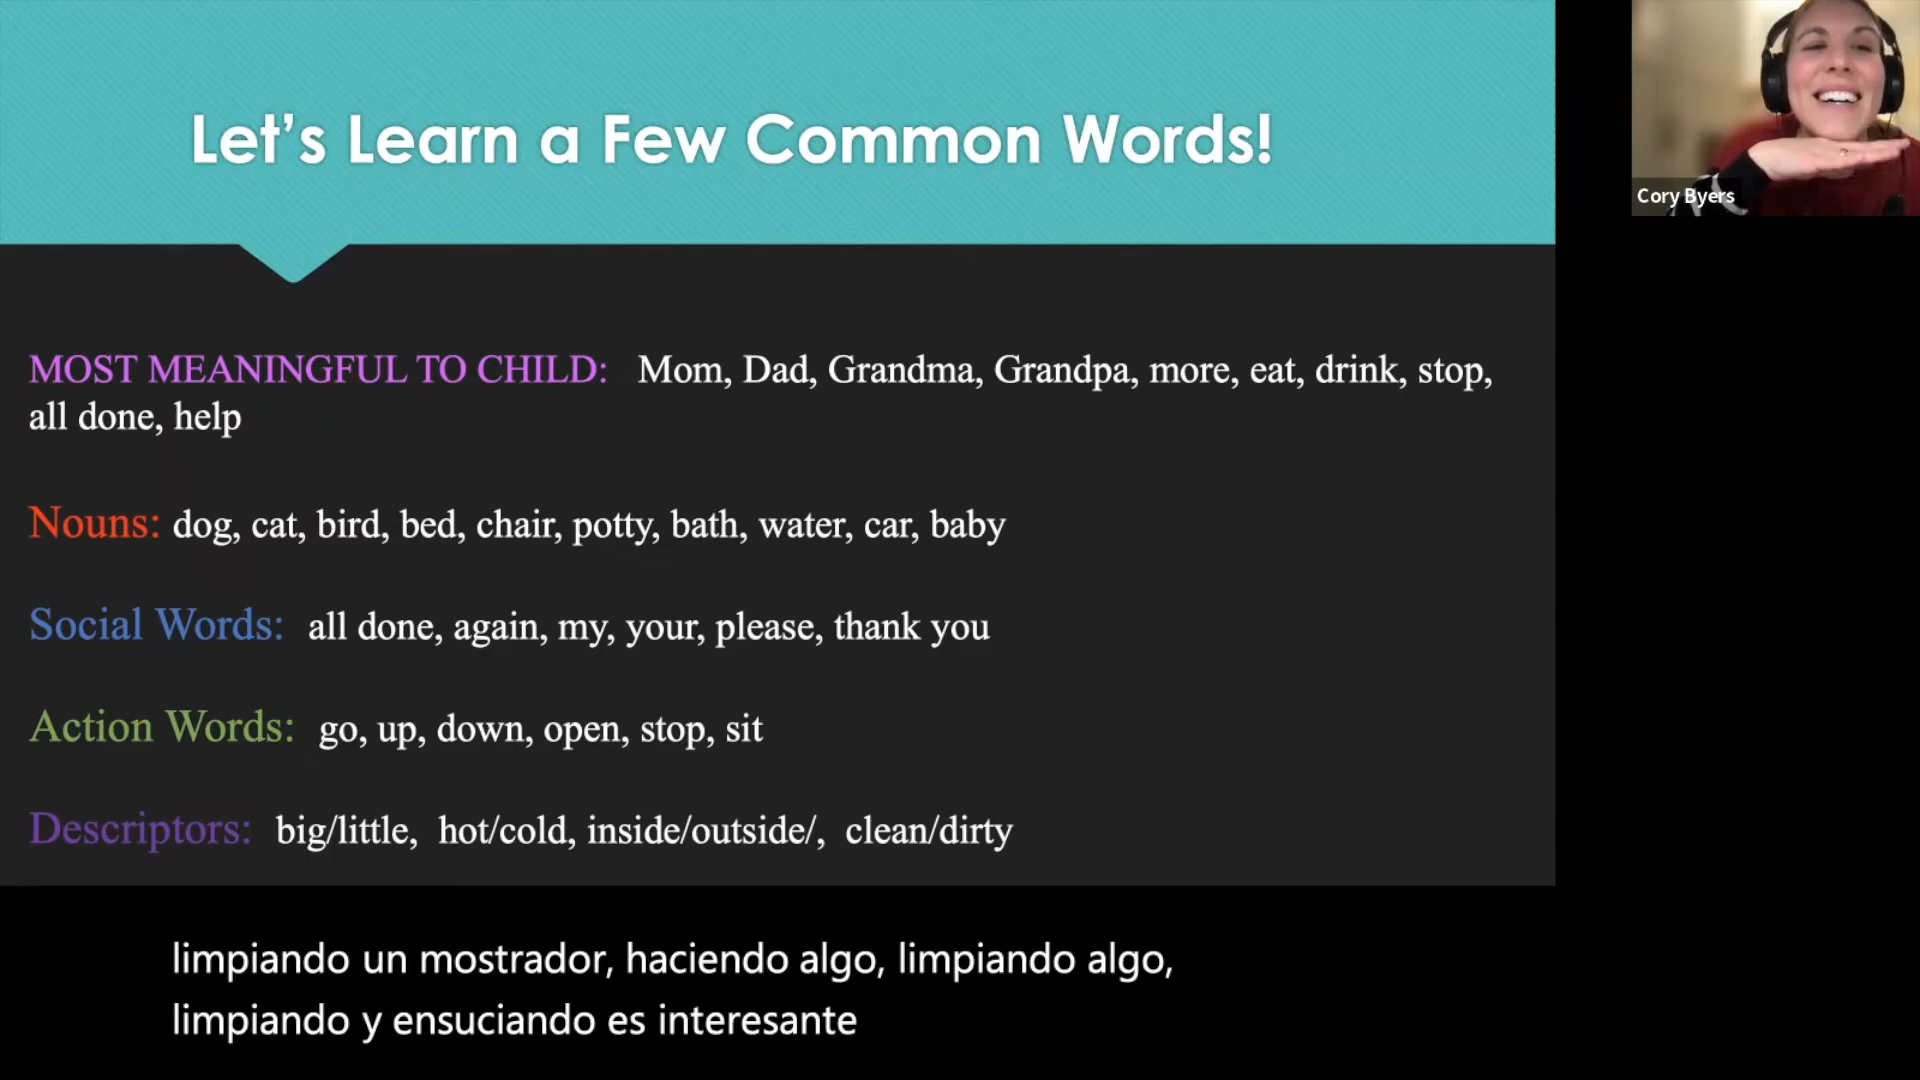 Let's Learn a Few Common Words!
Cory Byers
MOST MEANINGFUL TO CHILD: Mom, Dad, Grandma, Grandpa, more, eat, drink, stop,
all done, help
Nouns: dog, cat, bird, bed, chair, potty, bath, water, car, baby
Social Words: all done, again, my, your, please, thank you
Action Words: go, up, down, open, stop, sit
Descriptors: big/little, hot/cold, inside/outside/, clean/dirty
limpiando un mostrador, haciendo algo, limpiando algo,
limpiando y ensuciando es interesante